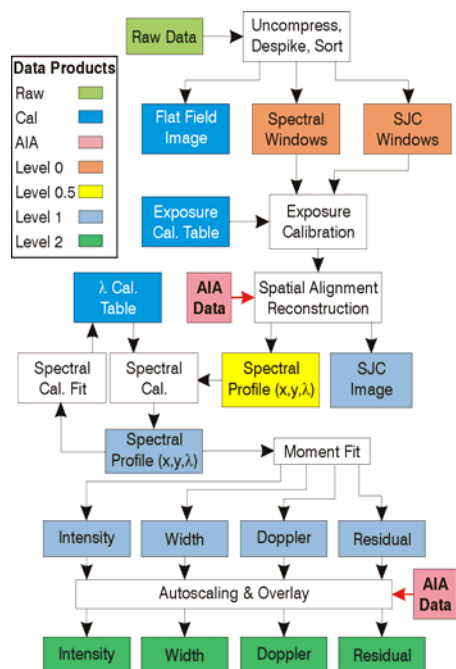 Raw Data
Uncompress,
Despike, Sort
Data Products
Raw
Cal
AIA
Level 0
Level 0.5
Level 1
Level 2
Flat Field
Image
Spectral
Windows
SJC
Windows
Exposure
Cal. Table
Exposure
Calibration
λ Cal.
Table
AIA
Data
Spatial Alignment
Reconstruction
Spectral
Cal. Fit
Spectral
Cal.
Spectral
Profile (x,y,λ)
SJC
Image
Spectral
Profile (x,y,λ)
Moment Fit
Intensity
Width
Doppler
Residual
Autoscaling & Overlay
AIA
Data
Intensity
Width
Doppler
Residual